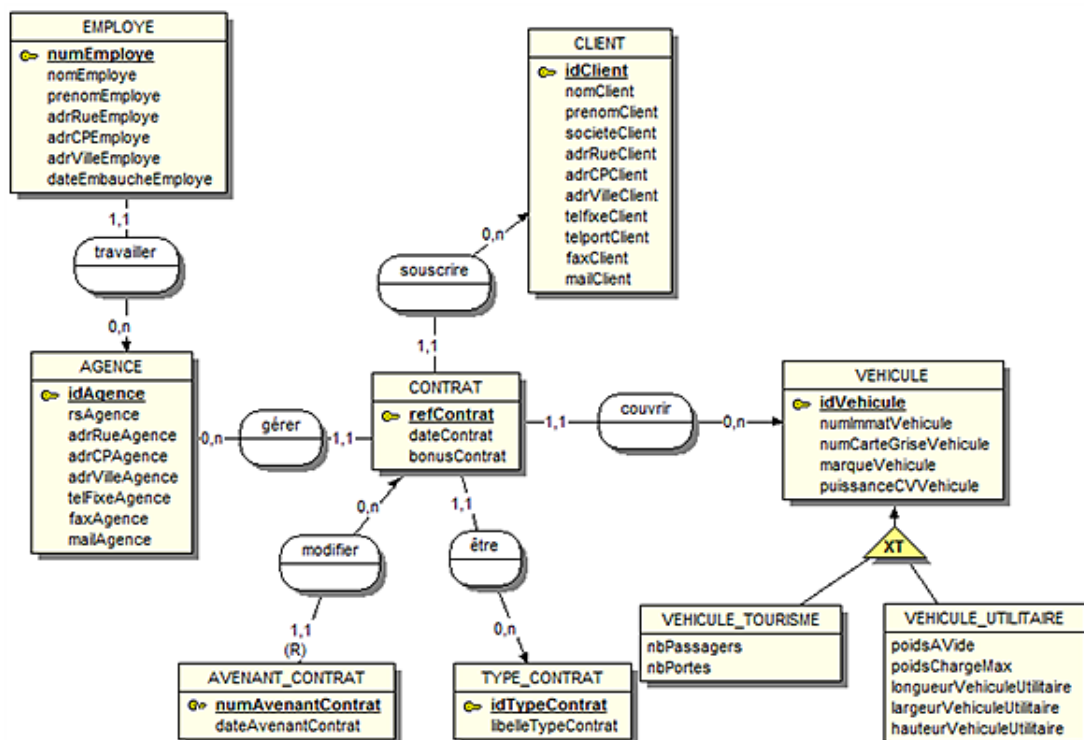 EMPLOYE
numEmploye
nomEmploye
prenomEmploye
adrRueEmploye
adrCPEmploye
adrVilleEmploye
dateEmbaucheEmploye
1,1
travailler
0,n
CLIENT
idClient
nomClient
prenomClient
societeClient
adrRueClient
adrCPClient
adrVilleClient
telfixeClient
telportClient
faxClient
mailClient
0,n
souscrire
1,1
AGENCE
idAgence
rsAgence
adrRueAgence
adrCPAgence
adrVilleAgence
telFixeAgence
faxAgence
mailAgence
0,n
gérer
1,1
CONTRAT
refContrat
dateContrat
bonusContrat
1,1
couvrir
0,n
VEHICULE
idVehicule
numImmatVehicule
numCarteGriseVehicule
marqueVehicule
puissanceCVVehicule
0,n
modifier
1,1
(R)
1,1
être
0,n
XT
AVENANT_CONTRAT
numAvenantContrat
dateAvenantContrat
TYPE_CONTRAT
idTypeContrat
libelleTypeContrat
VEHICULE_TOURISME
nbPassagers
nbPortes
VEHICULE_UTILITAIRE
poidsAVide
poidsChargeMax
longueurVehiculeUtilitaire
largeurVehiculeUtilitaire
hauteurVehiculeUtilitaire